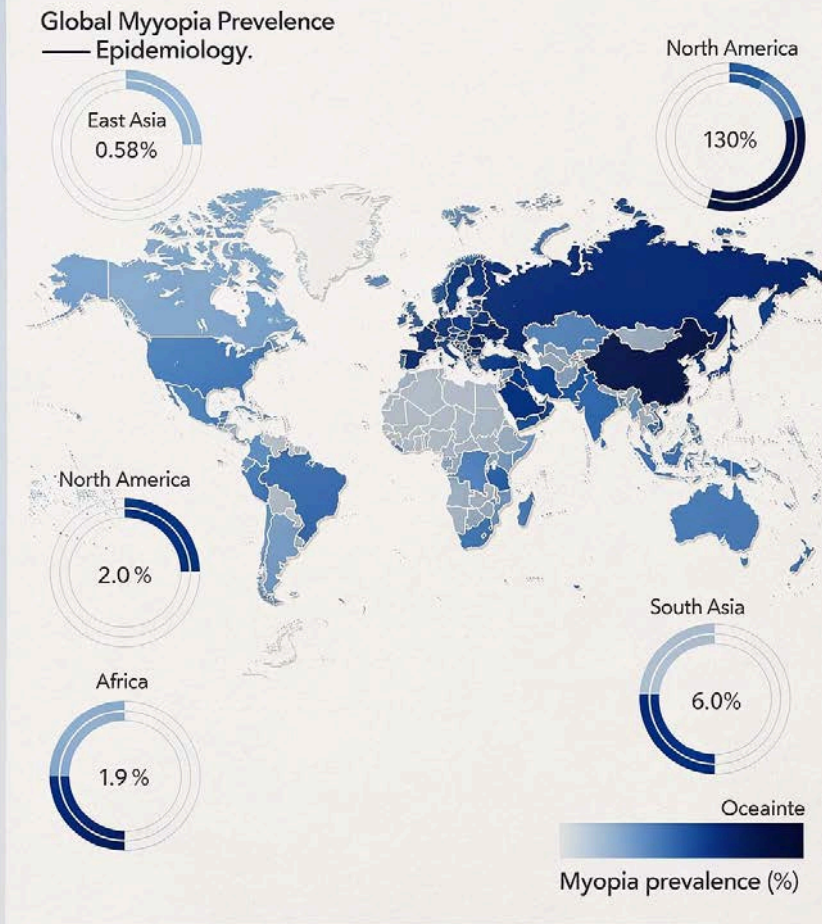 Global Myyopia Prevelence
Epidemiology.
North America
130%
East Asia
0.58%
North America
2.0 %
South Asia
6.0%
Africa
1.9 %
Oceainte
Myopia prevalence (%)